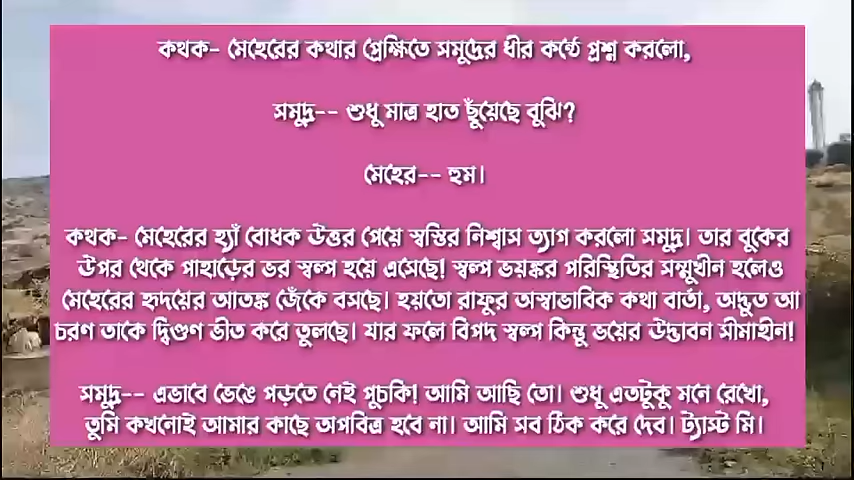 কথক- মেহেরের কথার প্রেক্ষিতে সমুদ্রের ধীর কন্ঠে প্রশ্ন করলো,
সমুদ্র-- শুধু মাত্র হাত ছুঁয়েছে বুঝি?
মেহের-- হুম।
কথক- মেহেরের হ্যাঁ বোধক উত্তর পেয়ে স্বস্তির নিশ্বাস ত্যাগ করলো সমুদ্র। তার বুকের
উপর থেকে পাহাড়ের ভর স্বল্প হয়ে এসেছে! স্বল্প ভয়ঙ্কর পরিস্থিতির সম্মুখীন হলেও
মেহেরের হৃদয়ের আতঙ্ক জেঁকে বসছে। হয়তো রাফুর অস্বাভাবিক কথা বার্তা, অদ্ভুত আ
চরণ তাকে দ্বিগুণ ভীত করে তুলছে। যার ফলে বিপদ স্বল্প কিন্তু ভয়ের উদ্ভাবন সীমাহীন!
সমুদ্র-- এভাবে ভেঙে পড়তে নেই পুচকি! আমি আছি তো। শুধু এতটুকু মনে রেখো,
তুমি কখনোই আমার কাছে অপবিত্র হবে না। আমি সব ঠিক করে দেব। ট্যাস্ট মি।